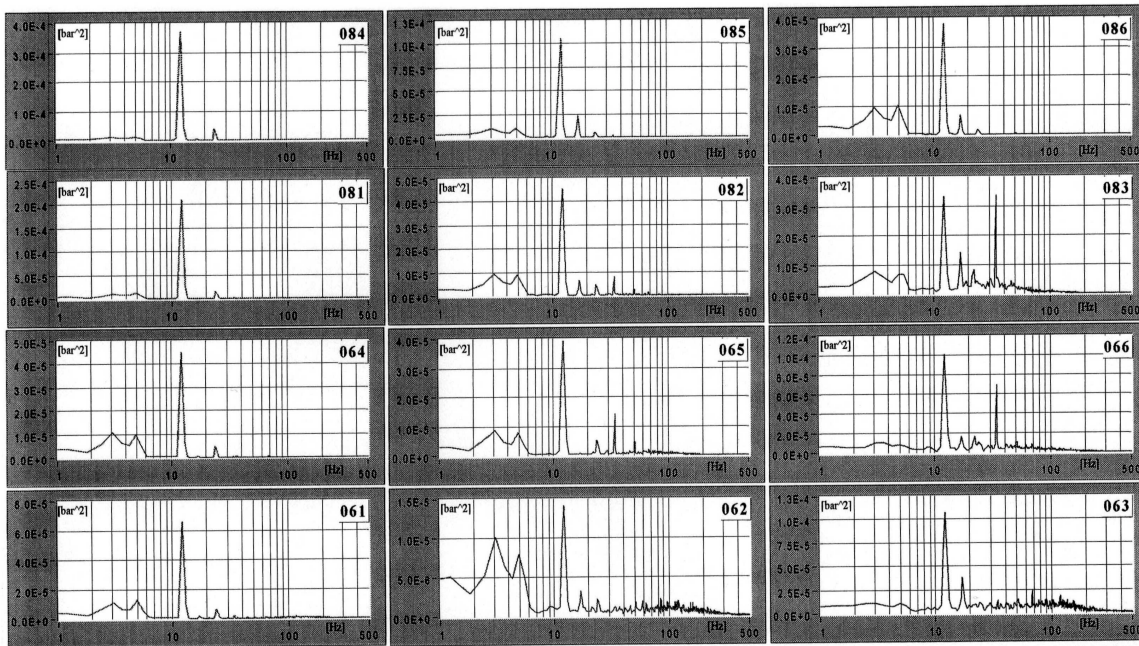 4.0E-4
[bar^2] 084
3.0E-4
2.0E-4
1.0E-4
0.0E+0
[Hz]
1 10 100 500
1.3E-4
[bar^2] 085
1.0E-4
7.5E-5
5.0E-5
2.5E-5
0.0E+0
[Hz]
1 10 100 500
4.0E-5
[bar^2] 086
3.0E-5
2.0E-5
1.0E-5
0.0E+0
[Hz]
1 10 100 500
2.5E-4
[bar^2] 081
2.0E-4
1.5E-4
1.0E-4
5.0E-5
0.0E+0
[Hz]
1 10 100 500
5.0E-5
[bar^2] 082
4.0E-5
3.0E-5
2.0E-5
1.0E-5
0.0E+0
[Hz]
1 10 100 500
4.0E-5
[bar^2] 083
3.0E-5
2.0E-5
1.0E-5
0.0E+0
[Hz]
1 10 100 500
5.0E-5
[bar^2] 064
4.0E-5
3.0E-5
2.0E-5
1.0E-5
0.0E+0
[Hz]
1 10 100 500
4.0E-5
[bar^2] 065
3.0E-5
2.0E-5
1.0E-5
0.0E+0
[Hz]
1 10 100 500
1.2E-4
[bar^2] 066
1.0E-4
8.0E-5
6.0E-5
4.0E-5
2.0E-5
0.0E+0
[Hz]
1 10 100 500
8.0E-5
[bar^2] 061
6.0E-5
4.0E-5
2.0E-5
0.0E+0
[Hz]
1 10 100 500
1.5E-5
[bar^2] 062
1.0E-5
5.0E-6
0.0E+0
[Hz]
1 10 100 500
1.3E-4
[bar^2] 063
1.0E-4
7.5E-5
5.0E-5
2.5E-5
0.0E+0
[Hz]
1 10 100 500